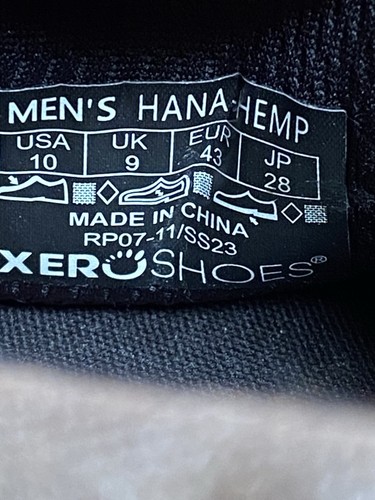 MEN'S HANA-HEMP
USA UK EUR JP
10 9 43 28
MADE IN CHINA
RP07-11/SS23
XEROSHOES®